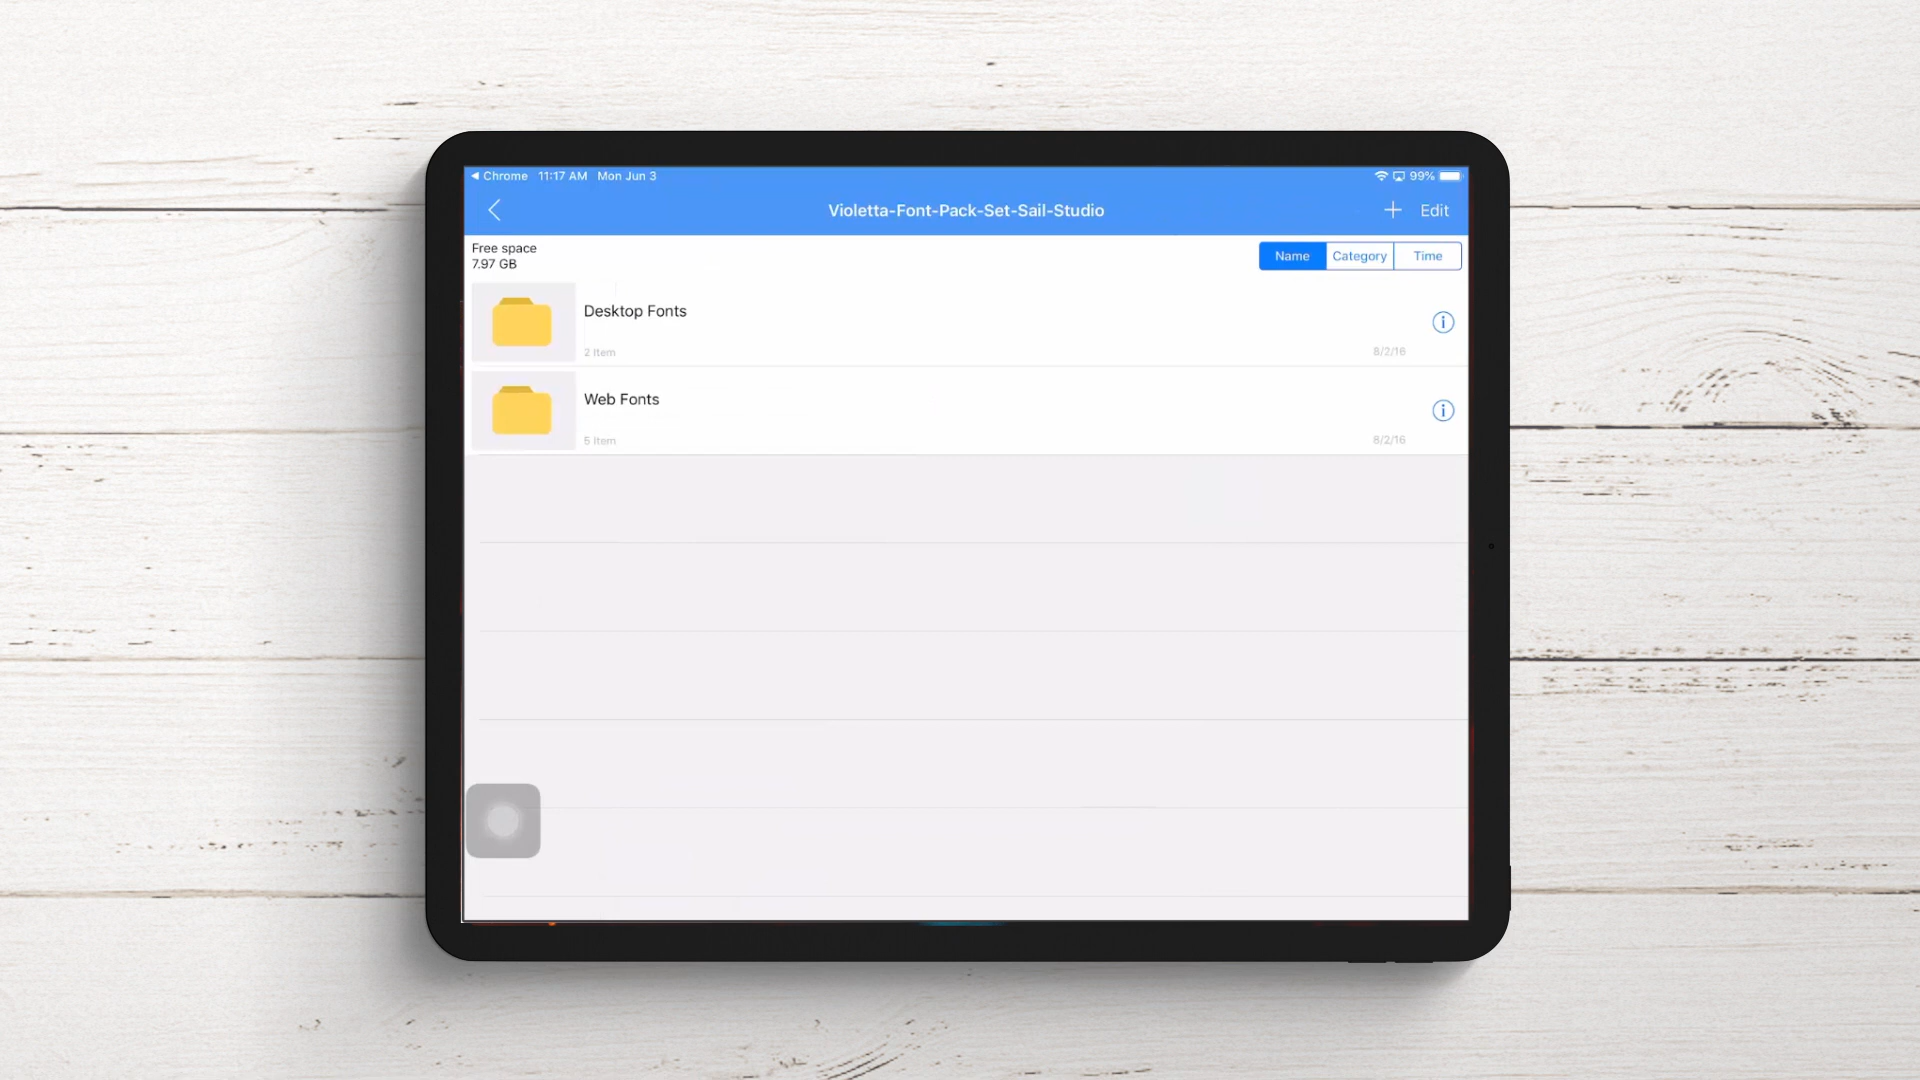 ◀ Chrome 11:17 AM Mon Jun 3 99%
Violetta-Font-Pack-Set-Sail-Studio
+ Edit
Free space
7.97 GB
Name Category Time
Desktop Fonts
2 Item 8/2/16
Web Fonts
5 Item 8/2/16